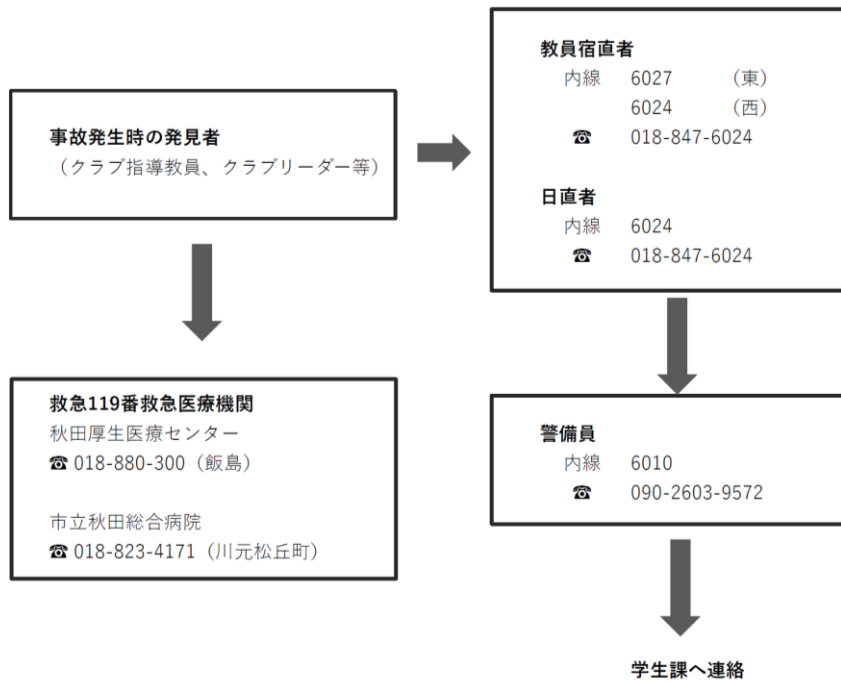 事故発生時の発見者
（クラブ指導教員、クラブリーダー等）
教員宿直者
内線 6027 （東）
6024 （西）
☎ 018-847-6024
日直者
内線 6024
☎ 018-847-6024
救急119番救急医療機関
秋田厚生医療センター
☎ 018-880-300（飯島）
市立秋田総合病院
☎ 018-823-4171（川元松丘町）
警備員
内線 6010
☎ 090-2603-9572
学生課へ連絡